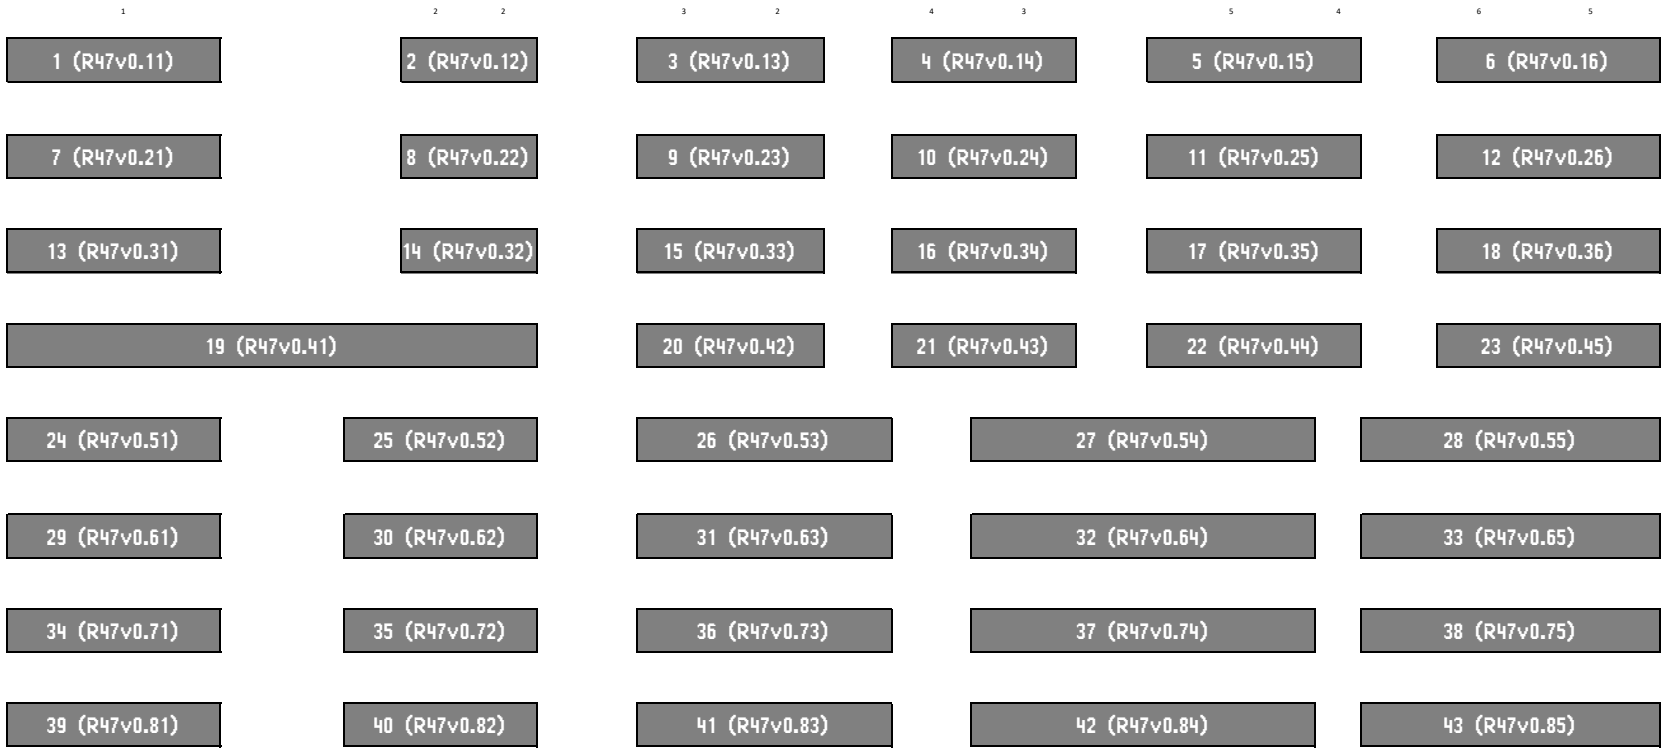 1 2 2 3 2 4 3 5 4 6 5
1 (R47v0.11) 2 (R47v0.12) 3 (R47v0.13) 4 (R47v0.14) 5 (R47v0.15) 6 (R47v0.16)
7 (R47v0.21) 8 (R47v0.22) 9 (R47v0.23) 10 (R47v0.24) 11 (R47v0.25) 12 (R47v0.26)
13 (R47v0.31) 14 (R47v0.32) 15 (R47v0.33) 16 (R47v0.34) 17 (R47v0.35) 18 (R47v0.36)
19 (R47v0.41) 20 (R47v0.42) 21 (R47v0.43) 22 (R47v0.44) 23 (R47v0.45)
24 (R47v0.51) 25 (R47v0.52) 26 (R47v0.53) 27 (R47v0.54) 28 (R47v0.55)
29 (R47v0.61) 30 (R47v0.62) 31 (R47v0.63) 32 (R47v0.64) 33 (R47v0.65)
34 (R47v0.71) 35 (R47v0.72) 36 (R47v0.73) 37 (R47v0.74) 38 (R47v0.75)
39 (R47v0.81) 40 (R47v0.82) 41 (R47v0.83) 42 (R47v0.84) 43 (R47v0.85)